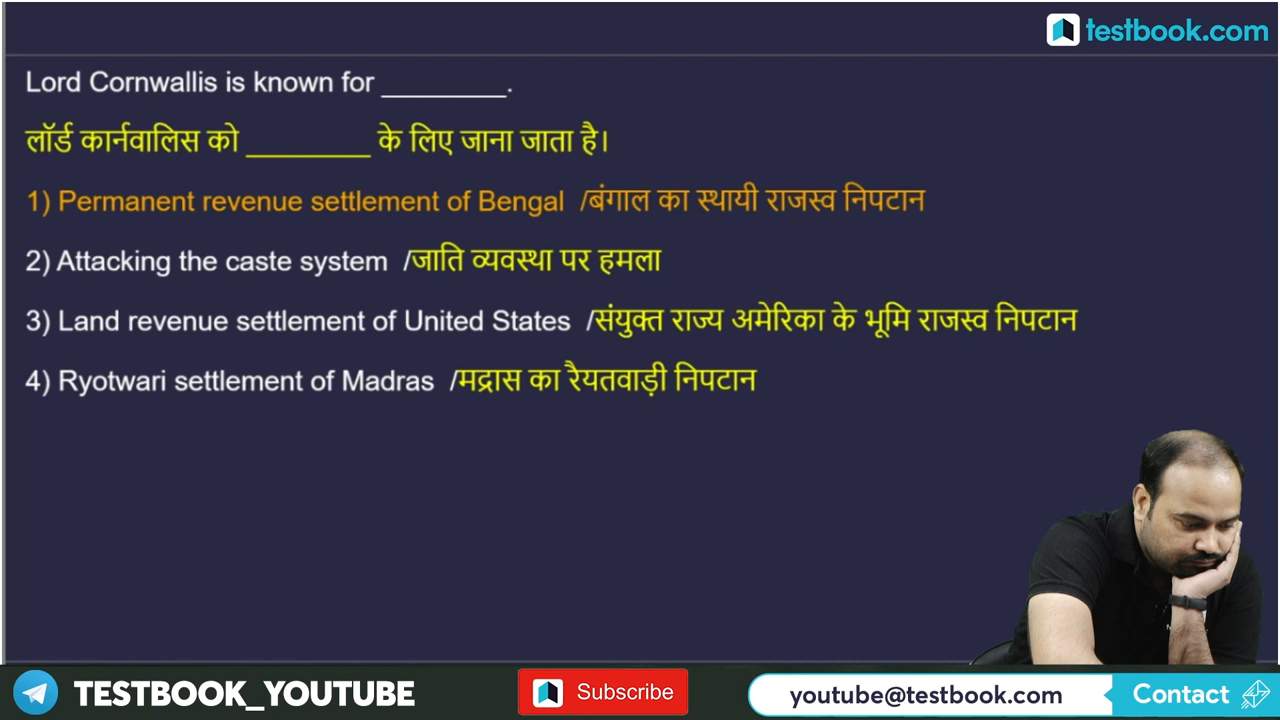 testbook.com
Lord Cornwallis is known for ________.
लॉर्ड कार्नवालिस को ________ के लिए जाना जाता है।
1) Permanent revenue settlement of Bengal /बंगाल का स्थायी राजस्व निपटान
2) Attacking the caste system /जाति व्यवस्था पर हमला
3) Land revenue settlement of United States /संयुक्त राज्य अमेरिका के भूमि राजस्व निपटान
4) Ryotwari settlement of Madras /मद्रास का रैयतवाड़ी निपटान
TESTBOOK_YOUTUBE Subscribe youtube@testbook.com Contact